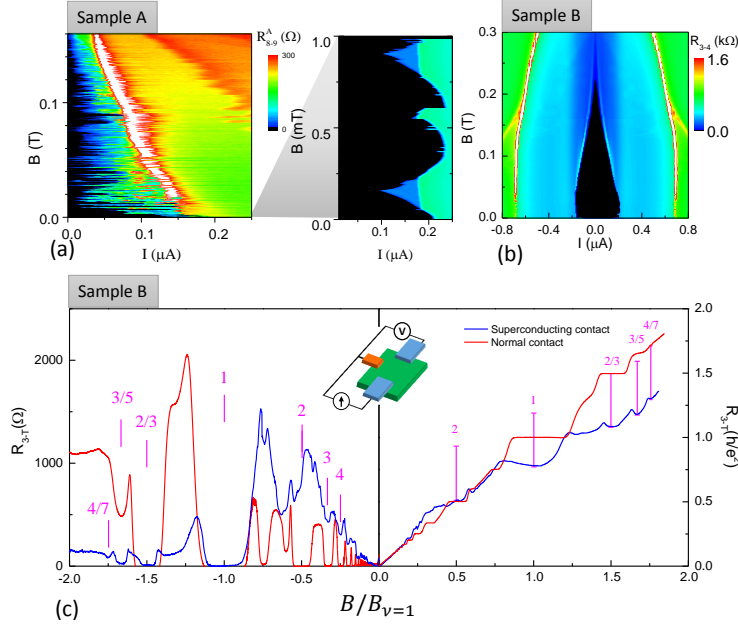 Sample A
R^A_8-9 (Ω)
300
0
0.1
0.0
B (T)
0.0 0.1 0.2
I (μA)
(a)
1.0
0.5
0.0
B (mT)
0.0 0.1 0.2
I (μA)
Sample B
R_3-4 (kΩ)
1.6
0.0
0.3
0.2
0.1
0.0
B (T)
-0.8 -0.4 0.0 0.4 0.8
I (μA)
(b)
Sample B
2000
1000
0
R_3-T(Ω)
4/7
3/5
2/3
1
2
3
4
V
Superconducting contact
Normal contact
2
1
2/3
3/5
4/7
2.0
1.5
1.0
0.5
0.0
R_3-T(h/e²)
-2.0 -1.5 -1.0 -0.5 0.0 0.5 1.0 1.5 2.0
B/B_ν=1
(c)